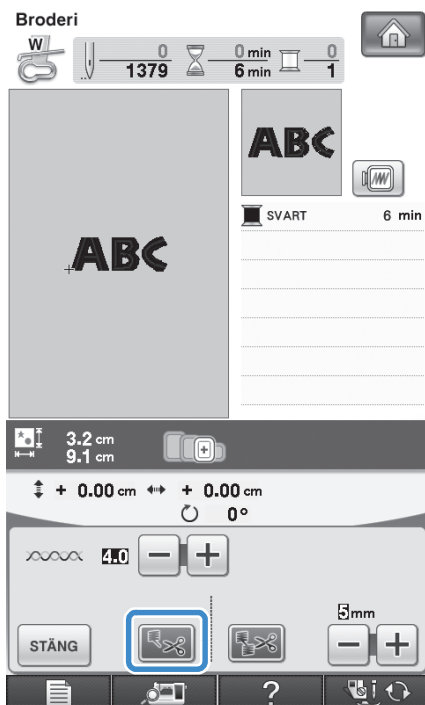 Broderi
W
0
1379
0 min
6 min
0
1
ABC
ABC
SVART 6 min
3.2 cm
9.1 cm
+ 0.00 cm + 0.00 cm
0°
4.0 − +
5mm
STÄNG − +
?